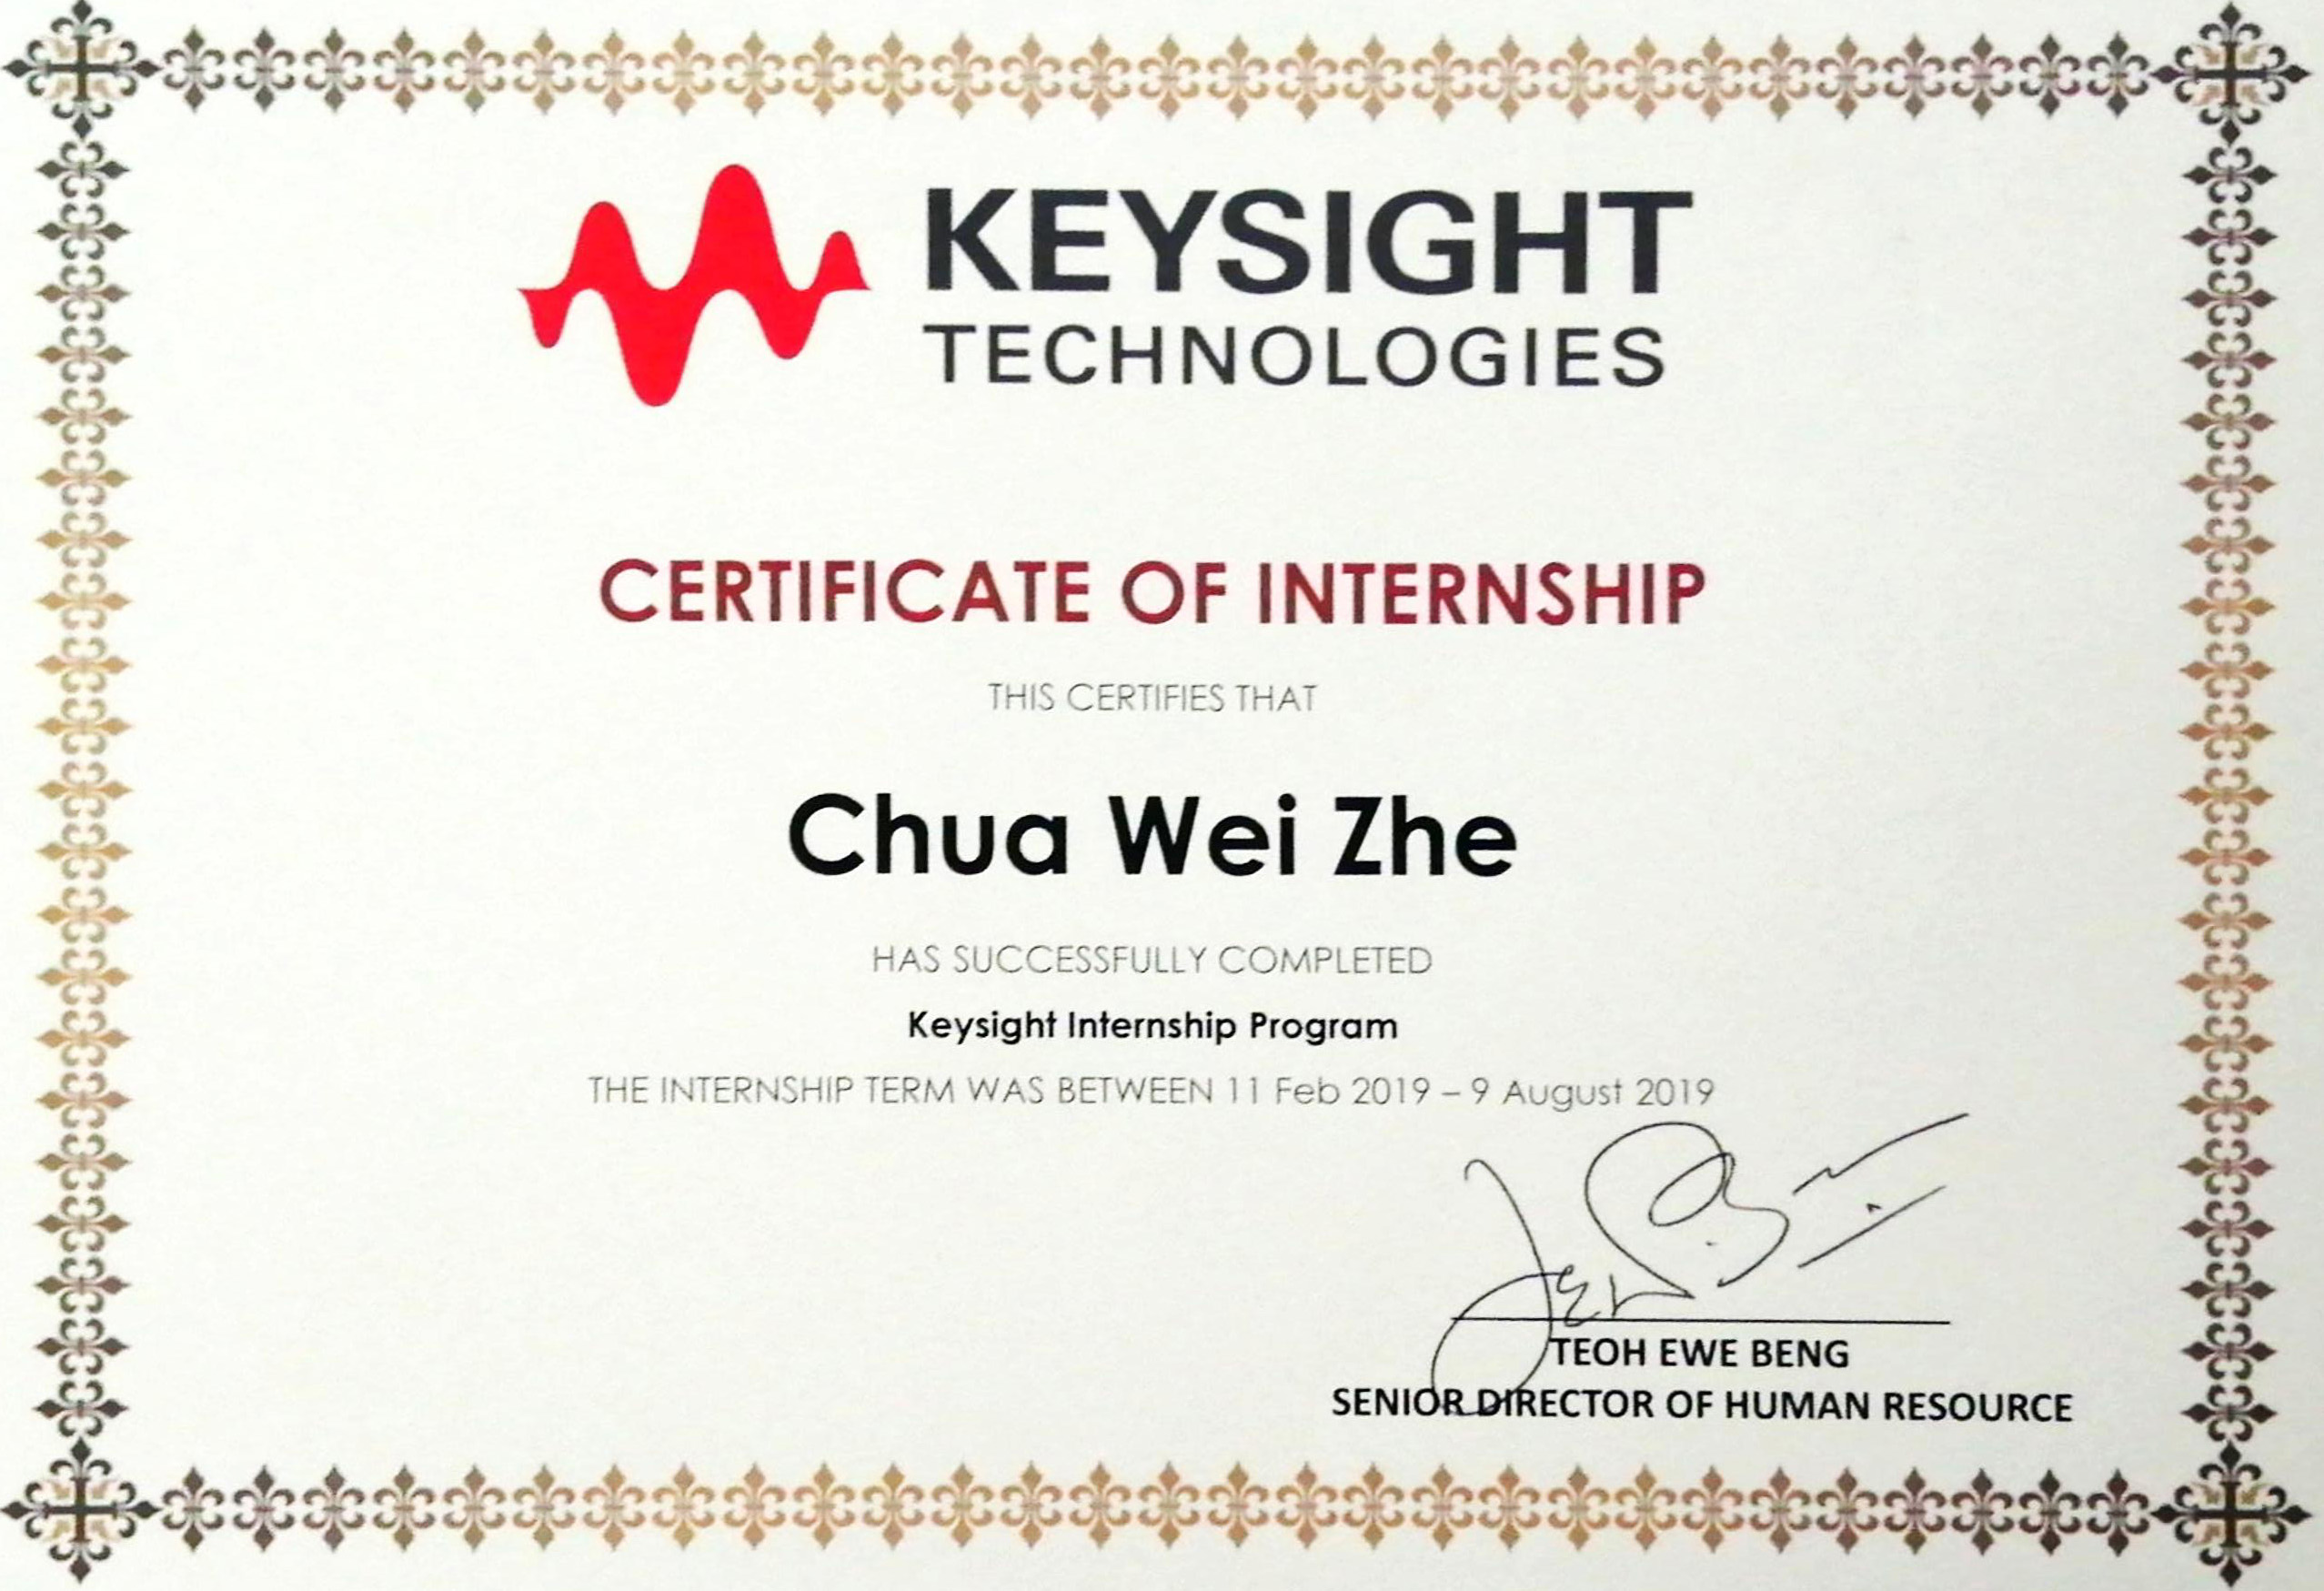 KEYSIGHT
TECHNOLOGIES
CERTIFICATE OF INTERNSHIP
THIS CERTIFIES THAT
Chua Wei Zhe
HAS SUCCESSFULLY COMPLETED
Keysight Internship Program
THE INTERNSHIP TERM WAS BETWEEN 11 Feb 2019 – 9 August 2019
TEOH EWE BENG
SENIOR DIRECTOR OF HUMAN RESOURCE